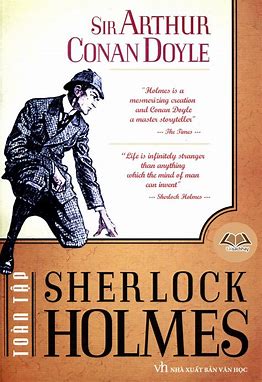 SIR ARTHUR
CONAN DOYLE
"Holmes is a
mesmerizing creation
and Conan Doyle
a master storyteller"
--- The Times ---
"Life is infinitely stranger
than anything
which the mind of man
can invent"
--- Sherlock Holmes ---
TOÀN TẬP
SHERLOCK
HOLMES
vh NHÀ XUẤT BẢN VĂN HỌC